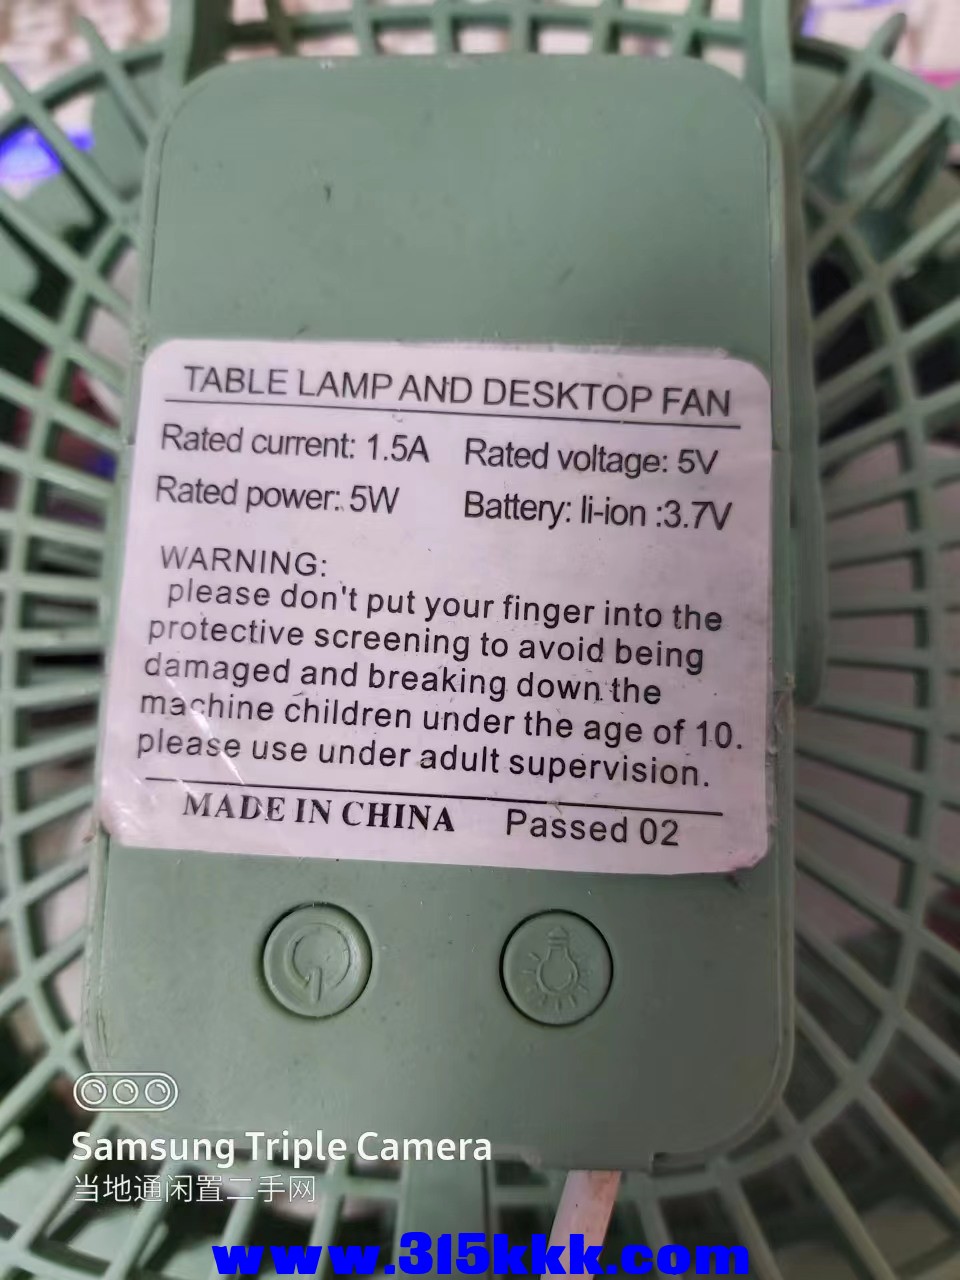 TABLE LAMP AND DESKTOP FAN
Rated current: 1.5A Rated voltage: 5V
Rated power: 5W Battery: li-ion :3.7V
WARNING:
please don't put your finger into the
protective screening to avoid being
damaged and breaking down the
machine children under the age of 10.
please use under adult supervision.
MADE IN CHINA Passed 02
Samsung Triple Camera
当地通闲置二手网
www.315kkk.com